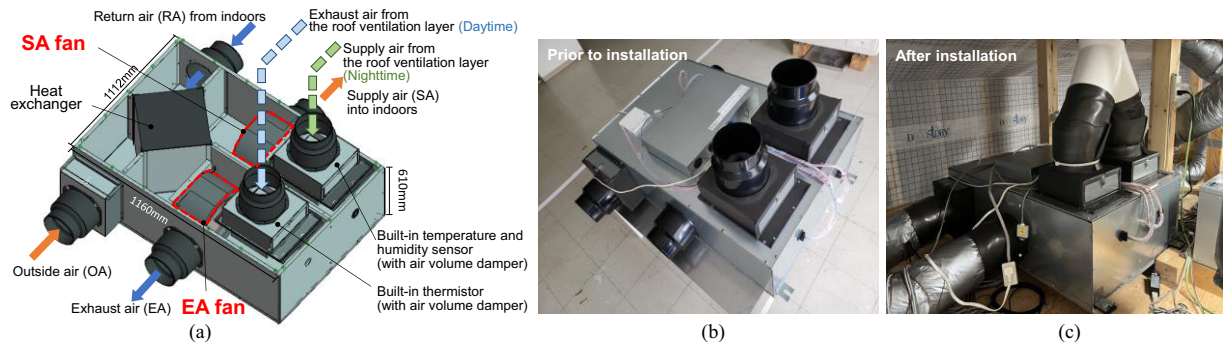 Return air (RA) from indoors
SA fan
1112mm
Heat
exchanger
Exhaust air from
the roof ventilation layer (Daytime)
Supply air from
the roof ventilation layer
(Nighttime)
Supply air (SA)
into indoors
610mm
1160mm
Built-in temperature and
humidity sensor
(with air volume damper)
Outside air (OA)
Built-in thermistor
(with air volume damper)
Exhaust air (EA)
EA fan
(a)
Prior to installation
(b)
After installation
(c)